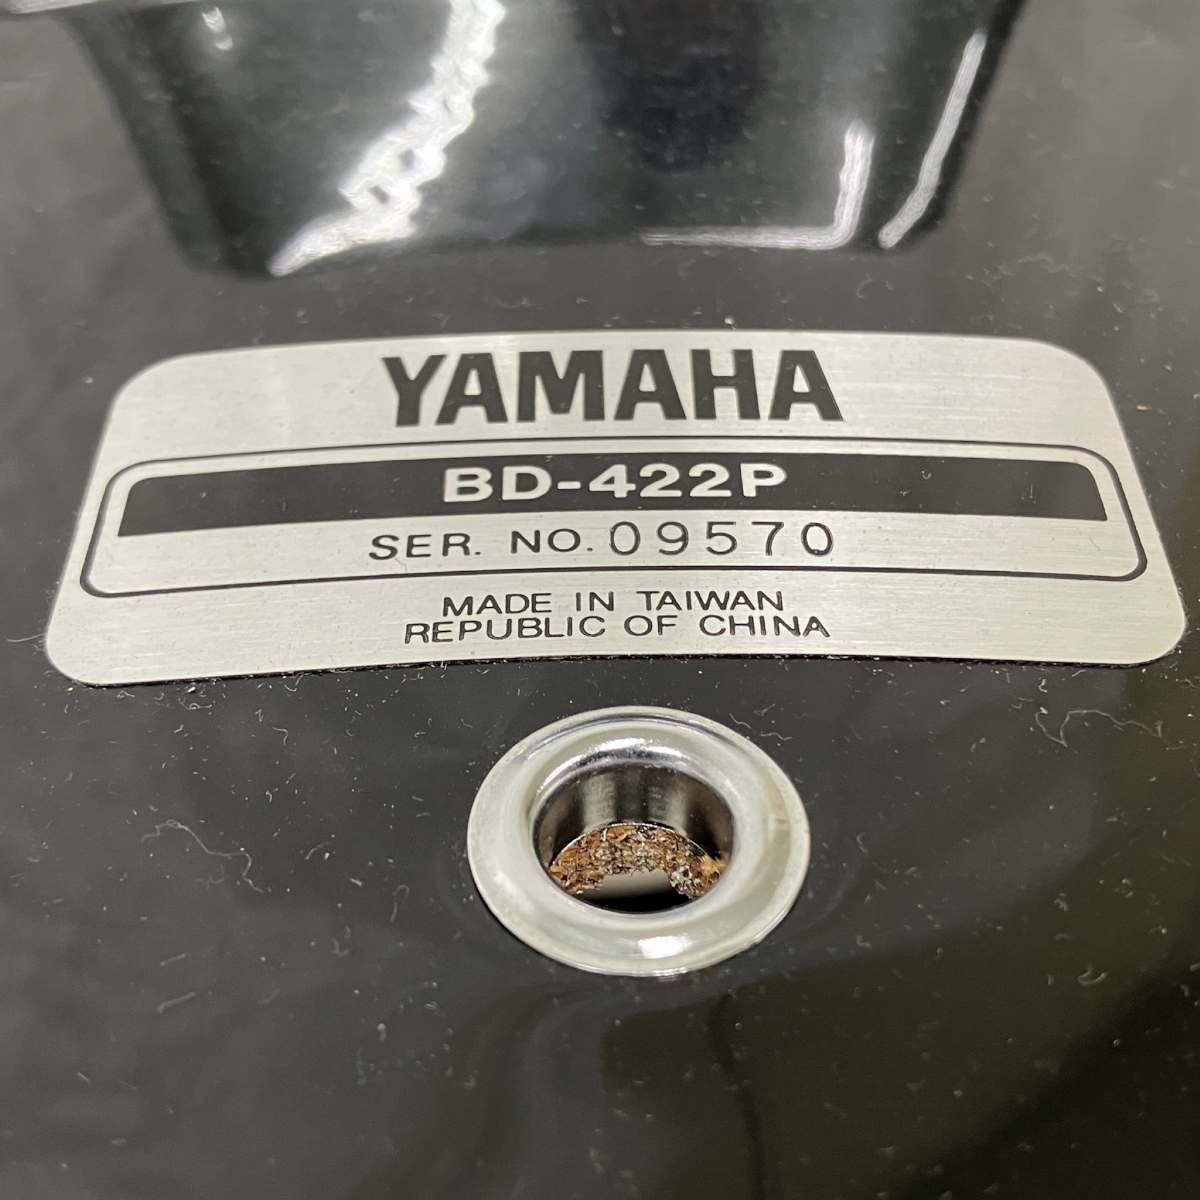 YAMAHA
BD-422P
SER. NO. 09570
MADE IN TAIWAN
REPUBLIC OF CHINA